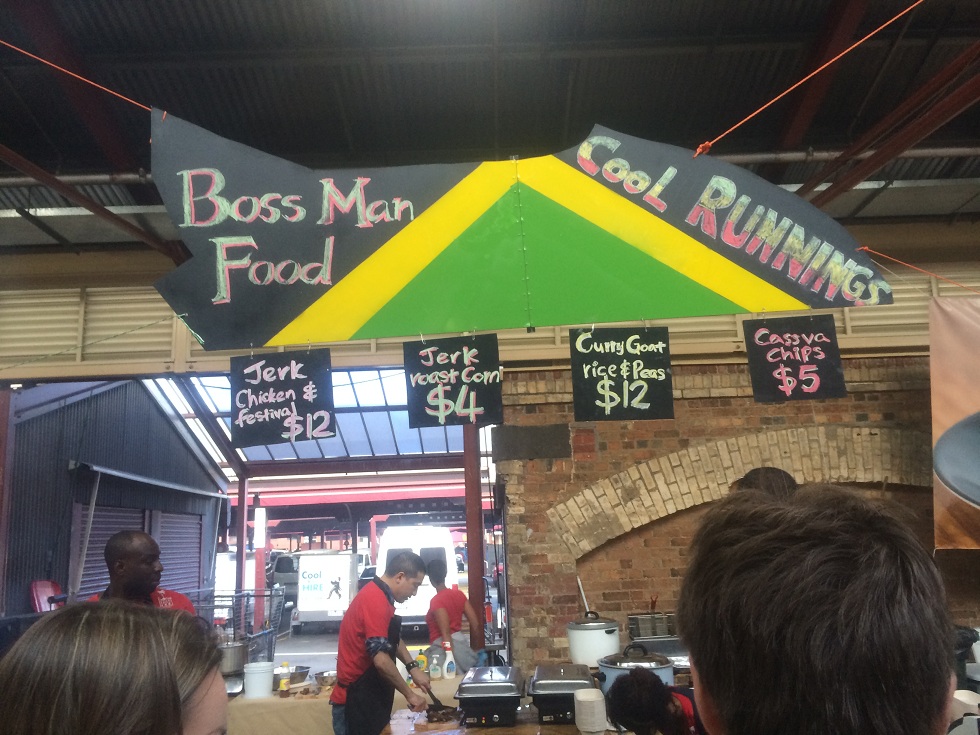 Boss Man
Food
Cool Runnings
Jerk
Chicken &
festival
$12
Jerk
roast Corn
$4
Curry Goat
rice & Peas
$12
Cassva
chips
$5
Cool
HIRE